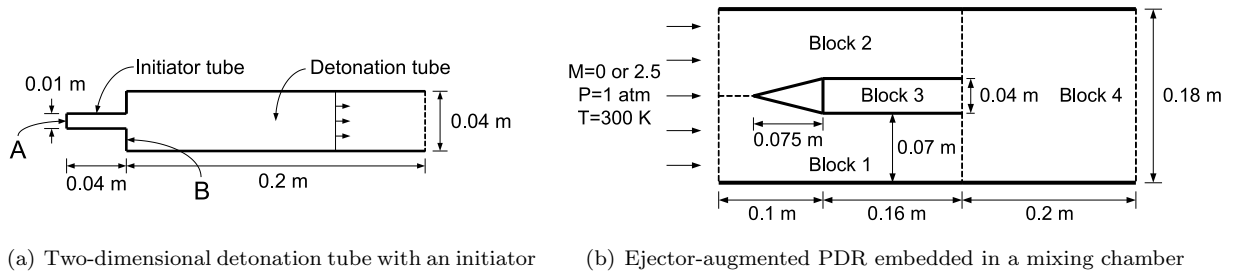 Initiator tube
Detonation tube
0.01 m
A
0.04 m
B
0.2 m
0.04 m
(a) Two-dimensional detonation tube with an initiator
M=0 or 2.5
P=1 atm
T=300 K
Block 2
Block 3
0.04 m
Block 4
0.18 m
0.075 m
0.07 m
Block 1
0.1 m
0.16 m
0.2 m
(b) Ejector-augmented PDR embedded in a mixing chamber